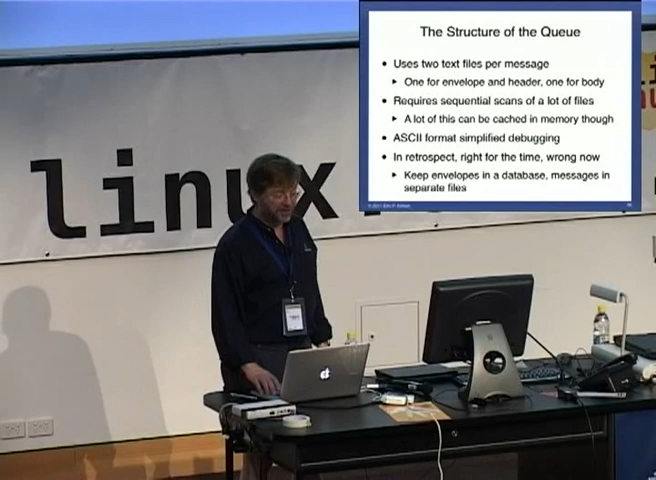 The Structure of the Queue
• Uses two text files per message
▸ One for envelope and header, one for body
• Requires sequential scans of a lot of files
▸ A lot of this can be cached in memory though
• ASCII format simplified debugging
• In retrospect, right for the time, wrong now
▸ Keep envelopes in a database, messages in
separate files
linux